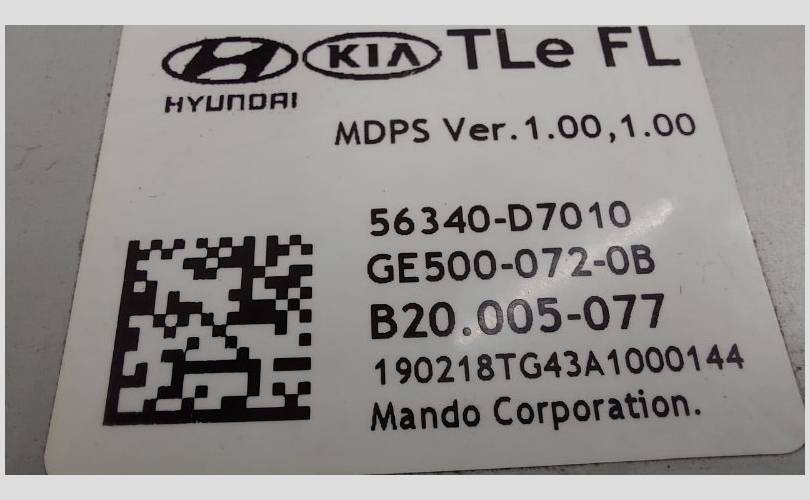 KIA TLe FL
HYUNDAI
MDPS Ver.1.00,1.00
56340-D7010
GE500-072-0B
B20.005-077
190218TG43A1000144
Mando Corporation.